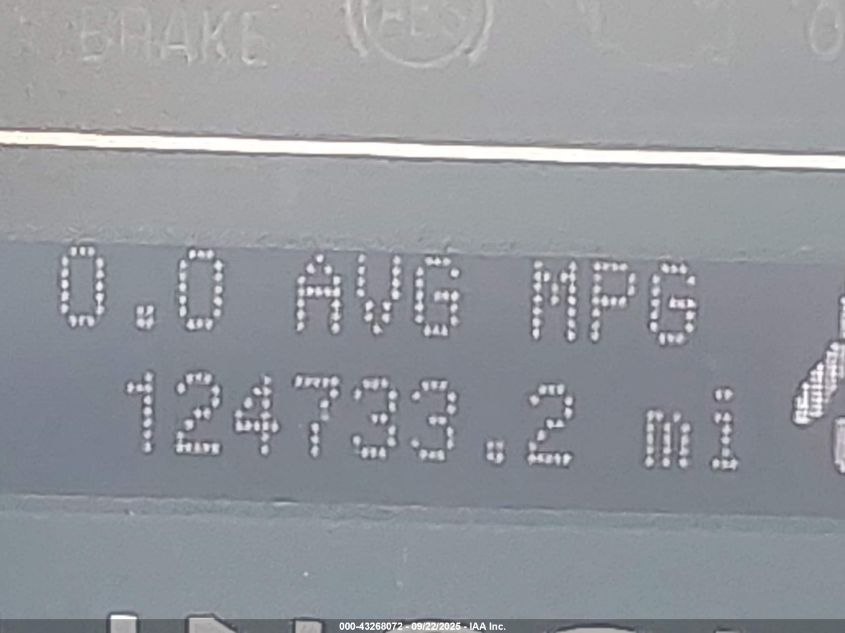 BRAKE ABS
0.0 AVG MPG
124733.2 mi
000-43268072 - 09/22/2025 - IAA Inc.